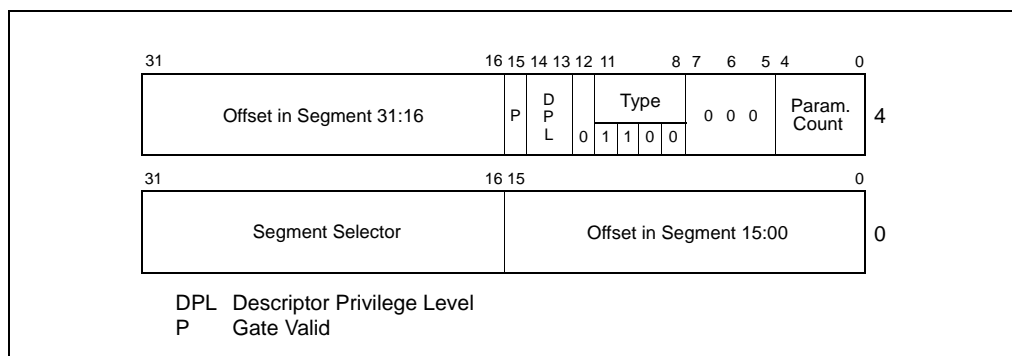 31 16 15 14 13 12 11 8 7 6 5 4 0
Offset in Segment 31:16 P D P L 0 Type 1 1 0 0 0 0 0 Param. Count 4
31 16 15 0
Segment Selector Offset in Segment 15:00 0
DPL Descriptor Privilege Level
P Gate Valid